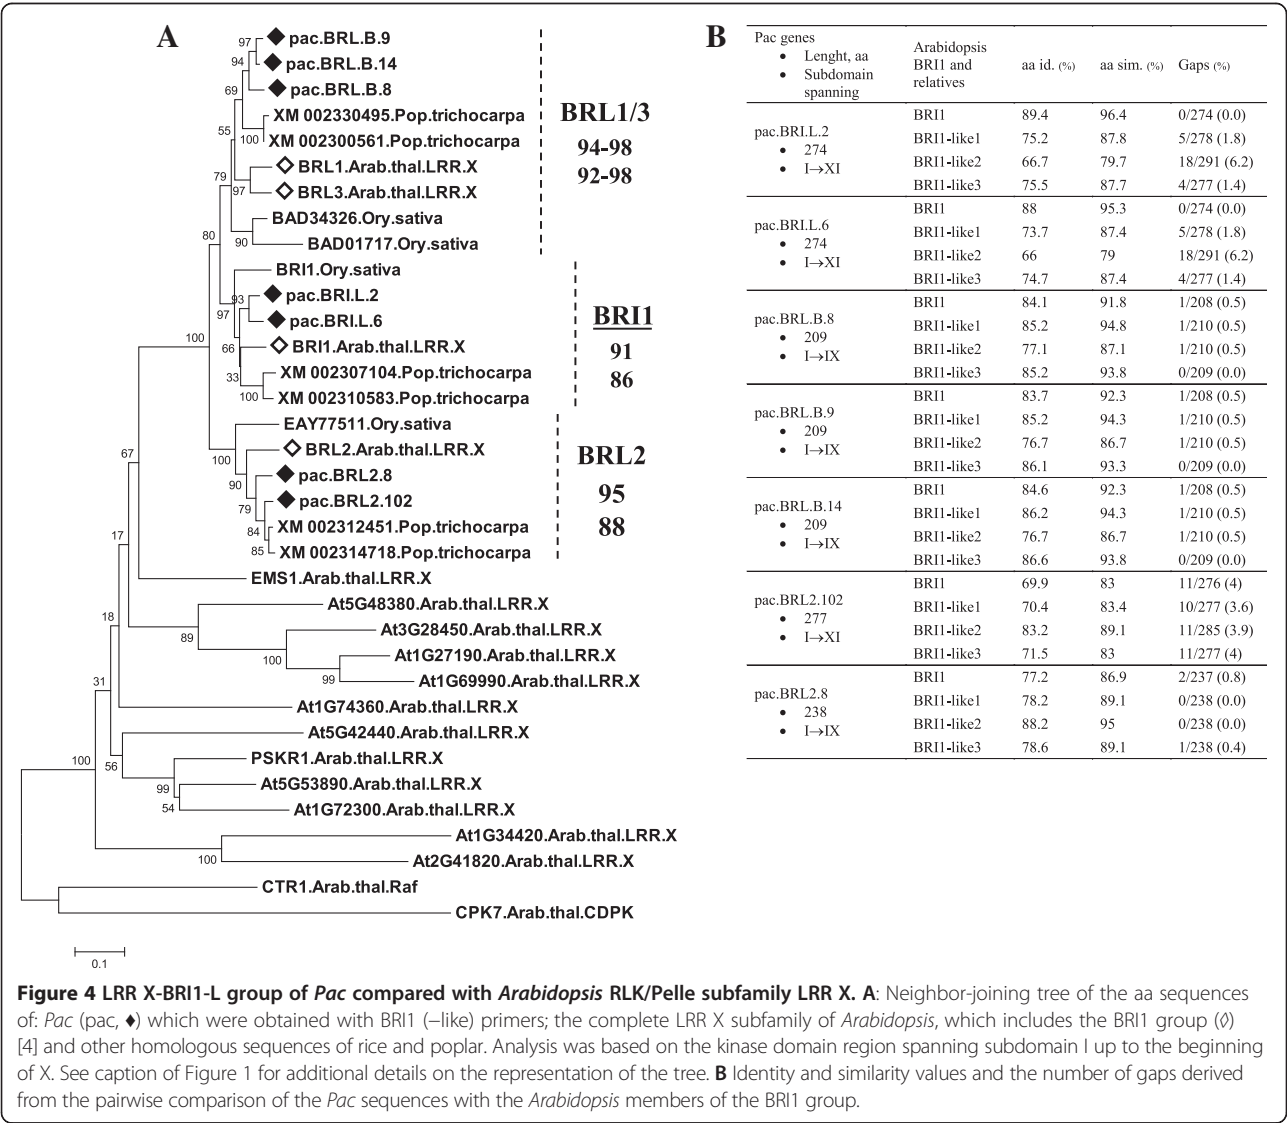 A
97
pac.BRL.B.9
94
pac.BRL.B.14
69
pac.BRL.B.8
XM 002330495.Pop.trichocarpa
55
100
XM 002300561.Pop.trichocarpa
BRL1.Arab.thal.LRR.X
79
97
BRL3.Arab.thal.LRR.X
BAD34326.Ory.sativa
80
90
BAD01717.Ory.sativa
BRI1.Ory.sativa
93
pac.BRI.L.2
97
pac.BRI.L.6
100
66
BRI1.Arab.thal.LRR.X
33
XM 002307104.Pop.trichocarpa
100
XM 002310583.Pop.trichocarpa
EAY77511.Ory.sativa
100
BRL2.Arab.thal.LRR.X
67
90
pac.BRL2.8
79
pac.BRL2.102
84
XM 002312451.Pop.trichocarpa
17
85
XM 002314718.Pop.trichocarpa
EMS1.Arab.thal.LRR.X
At5G48380.Arab.thal.LRR.X
18
89
At3G28450.Arab.thal.LRR.X
100
At1G27190.Arab.thal.LRR.X
99
At1G69990.Arab.thal.LRR.X
31
At1G74360.Arab.thal.LRR.X
At5G42440.Arab.thal.LRR.X
100
56
PSKR1.Arab.thal.LRR.X
99
At5G53890.Arab.thal.LRR.X
54
At1G72300.Arab.thal.LRR.X
At1G34420.Arab.thal.LRR.X
100
At2G41820.Arab.thal.LRR.X
CTR1.Arab.thal.Raf
CPK7.Arab.thal.CDPK
0.1
BRL1/3
94-98
92-98
BRI1
91
86
BRL2
95
88
B
Pac genes
• Lenght, aa
• Subdomain
spanning
Arabidopsis
BRI1 and
relatives
aa id. (%)
aa sim. (%)
Gaps (%)
pac.BRI.L.2
• 274
• I→XI
BRI1 89.4 96.4 0/274 (0.0)
BRI1-like1 75.2 87.8 5/278 (1.8)
BRI1-like2 66.7 79.7 18/291 (6.2)
BRI1-like3 75.5 87.7 4/277 (1.4)
pac.BRI.L.6
• 274
• I→XI
BRI1 88 95.3 0/274 (0.0)
BRI1-like1 73.7 87.4 5/278 (1.8)
BRI1-like2 66 79 18/291 (6.2)
BRI1-like3 74.7 87.4 4/277 (1.4)
pac.BRL.B.8
• 209
• I→IX
BRI1 84.1 91.8 1/208 (0.5)
BRI1-like1 85.2 94.8 1/210 (0.5)
BRI1-like2 77.1 87.1 1/210 (0.5)
BRI1-like3 85.2 93.8 0/209 (0.0)
pac.BRL.B.9
• 209
• I→IX
BRI1 83.7 92.3 1/208 (0.5)
BRI1-like1 85.2 94.3 1/210 (0.5)
BRI1-like2 76.7 86.7 1/210 (0.5)
BRI1-like3 86.1 93.3 0/209 (0.0)
pac.BRL.B.14
• 209
• I→IX
BRI1 84.6 92.3 1/208 (0.5)
BRI1-like1 86.2 94.3 1/210 (0.5)
BRI1-like2 76.7 86.7 1/210 (0.5)
BRI1-like3 86.6 93.8 0/209 (0.0)
pac.BRL2.102
• 277
• I→XI
BRI1 69.9 83 11/276 (4)
BRI1-like1 70.4 83.4 10/277 (3.6)
BRI1-like2 83.2 89.1 11/285 (3.9)
BRI1-like3 71.5 83 11/277 (4)
pac.BRL2.8
• 238
• I→IX
BRI1 77.2 86.9 2/237 (0.8)
BRI1-like1 78.2 89.1 0/238 (0.0)
BRI1-like2 88.2 95 0/238 (0.0)
BRI1-like3 78.6 89.1 1/238 (0.4)
Figure 4 LRR X-BRI1-L group of Pac compared with Arabidopsis RLK/Pelle subfamily LRR X. A: Neighbor-joining tree of the aa sequences
of: Pac (pac, ♦) which were obtained with BRI1 (−like) primers; the complete LRR X subfamily of Arabidopsis, which includes the BRI1 group (◊)
[4] and other homologous sequences of rice and poplar. Analysis was based on the kinase domain region spanning subdomain I up to the beginning
of X. See caption of Figure 1 for additional details on the representation of the tree. B Identity and similarity values and the number of gaps derived
from the pairwise comparison of the Pac sequences with the Arabidopsis members of the BRI1 group.